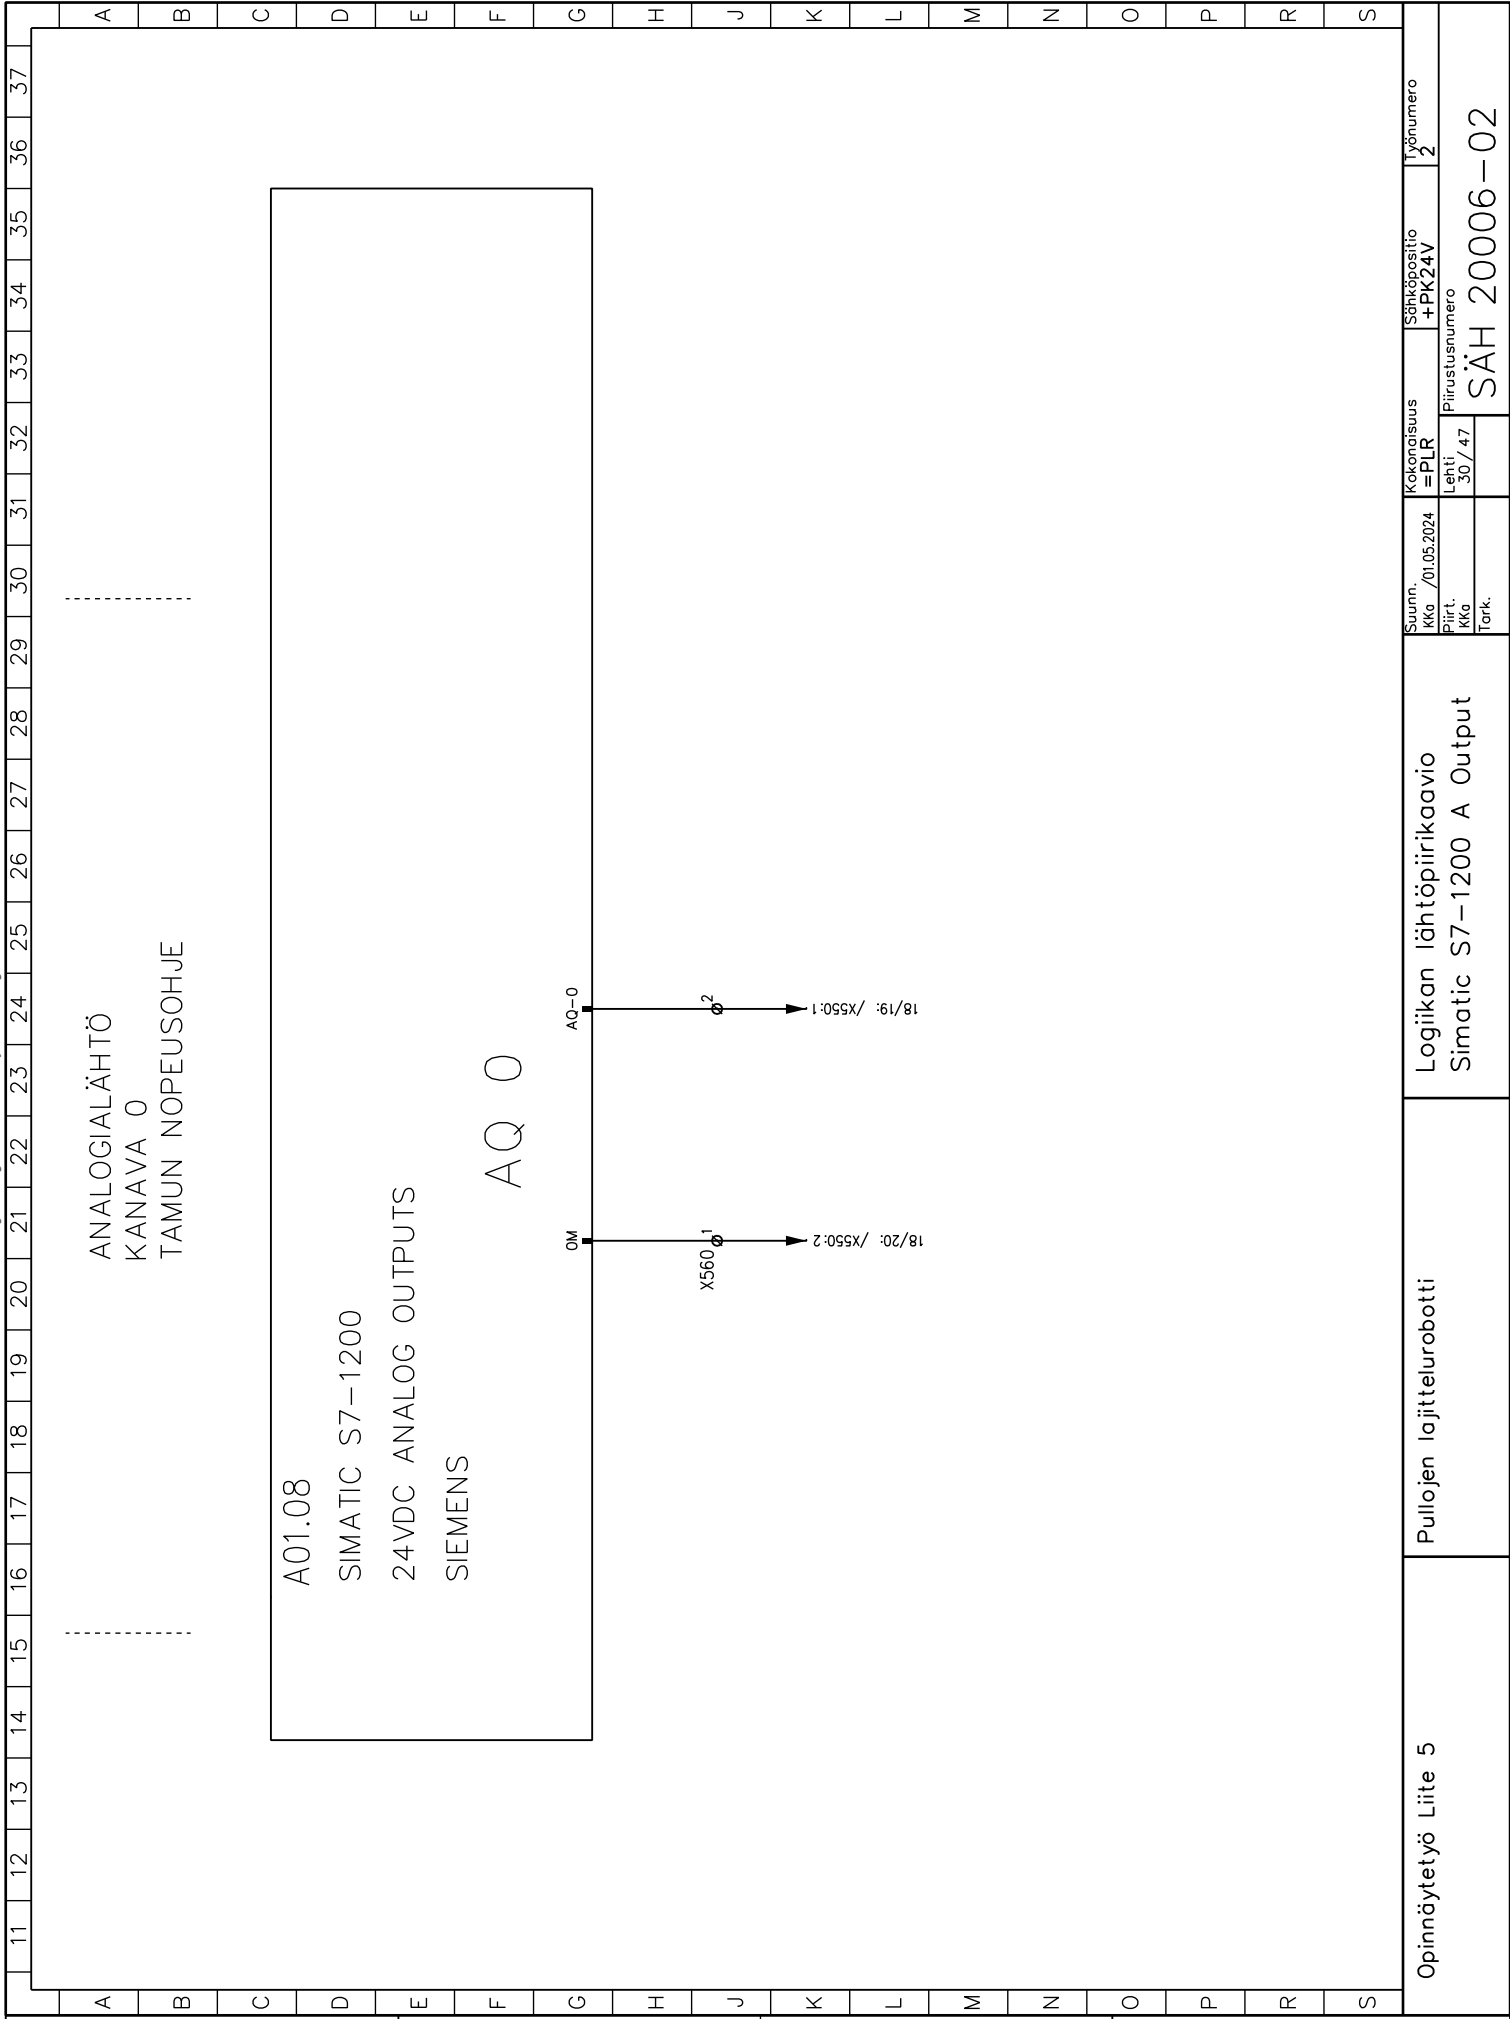 11 12 13 14 15 16 17 18 19 20 21 22 23 24 25 26 27 28 29 30 31 32 33 34 35 36 37
A A
B B
C C
D D
E E
F F
G G
H H
J J
K K
L L
M M
N N
O O
P P
R R
S S
ANALOGIALÄHTÖ
KANAVA 0
TAMUN NOPEUSOHJE
A01.08
SIMATIC S7-1200
24VDC ANALOG OUTPUTS
SIEMENS
AQ 0
0M AQ-0
X560 1 2
18/20: /X550:2
18/19: /X550:1
Opinnäytetyö Liite 5
Pullojen lajittelurobotti
Logiikan lähtöpiirikaavio
Simatic S7-1200 A Output
Suunn.
KKa /01.05.2024
Piirt.
KKa
Tark.
Kokonaisuus
=PLR
Sähköpositio
+PK24V
Työnumero
2
Lehti
30 / 47
Piirustusnumero
SÄH 20006-02